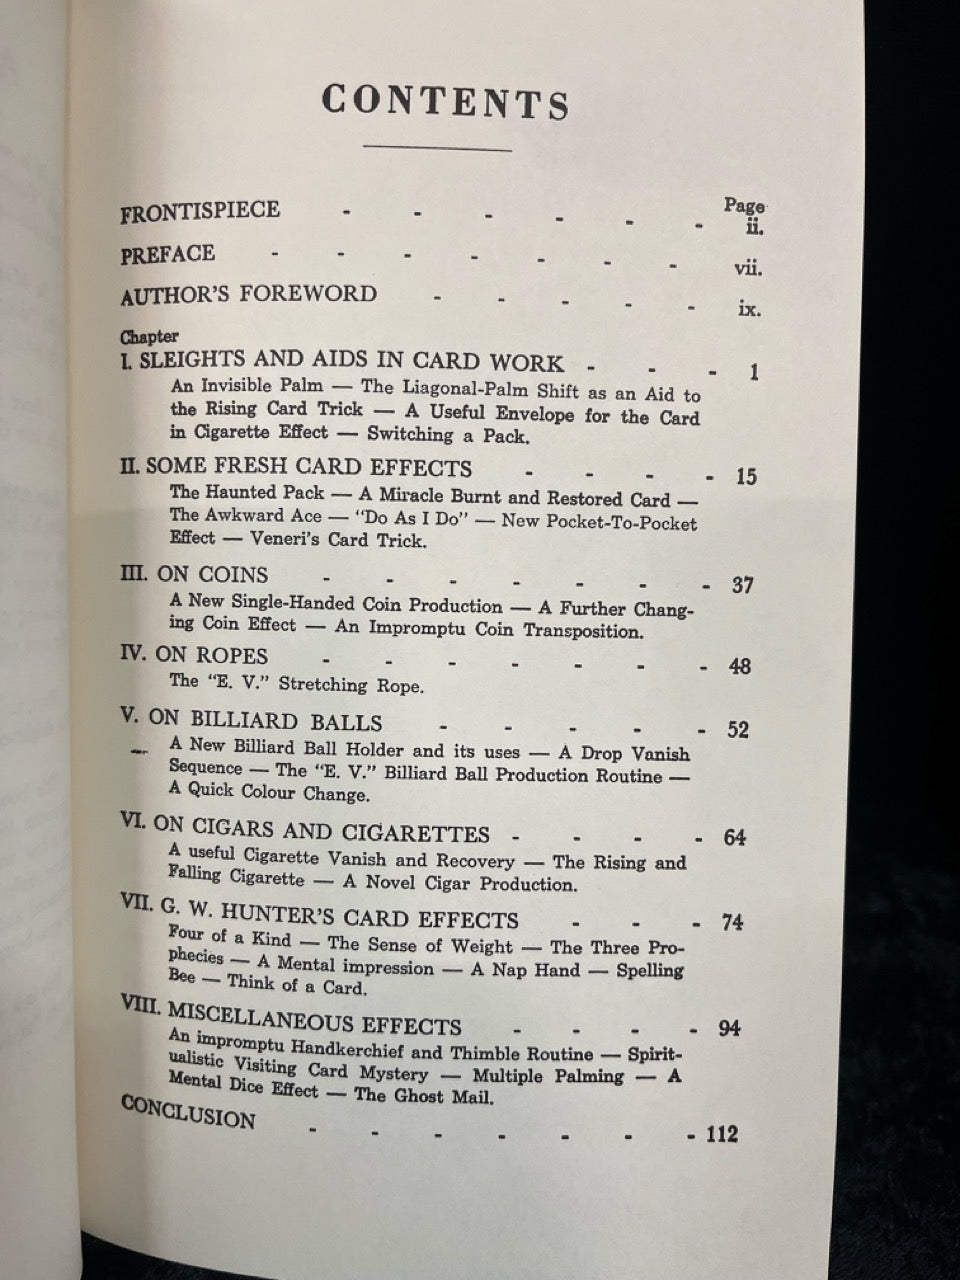 CONTENTS
Page
FRONTISPIECE - - - - - - ii.
PREFACE - - - - - - - vii.
AUTHOR'S FOREWORD - - - - - ix.
Chapter
I. SLEIGHTS AND AIDS IN CARD WORK - - - 1
An Invisible Palm — The Liagonal-Palm Shift as an Aid to
the Rising Card Trick — A Useful Envelope for the Card
in Cigarette Effect — Switching a Pack.
II. SOME FRESH CARD EFFECTS - - - - 15
The Haunted Pack — A Miracle Burnt and Restored Card —
The Awkward Ace — "Do As I Do" — New Pocket-To-Pocket
Effect — Veneri's Card Trick.
III. ON COINS - - - - - - - 37
A New Single-Handed Coin Production — A Further Chang-
ing Coin Effect — An Impromptu Coin Transposition.
IV. ON ROPES - - - - - - - 48
The "E. V." Stretching Rope.
V. ON BILLIARD BALLS - - - - - 52
A New Billiard Ball Holder and its uses — A Drop Vanish
Sequence — The "E. V." Billiard Ball Production Routine —
A Quick Colour Change.
VI. ON CIGARS AND CIGARETTES - - - - 64
A useful Cigarette Vanish and Recovery — The Rising and
Falling Cigarette — A Novel Cigar Production.
VII. G. W. HUNTER'S CARD EFFECTS - - - 74
Four of a Kind — The Sense of Weight — The Three Pro-
phecies — A Mental impression — A Nap Hand — Spelling
Bee — Think of a Card.
VIII. MISCELLANEOUS EFFECTS - - - - 94
An impromptu Handkerchief and Thimble Routine — Spirit-
ualistic Visiting Card Mystery — Multiple Palming — A
Mental Dice Effect — The Ghost Mail.
CONCLUSION - - - - - - - 112